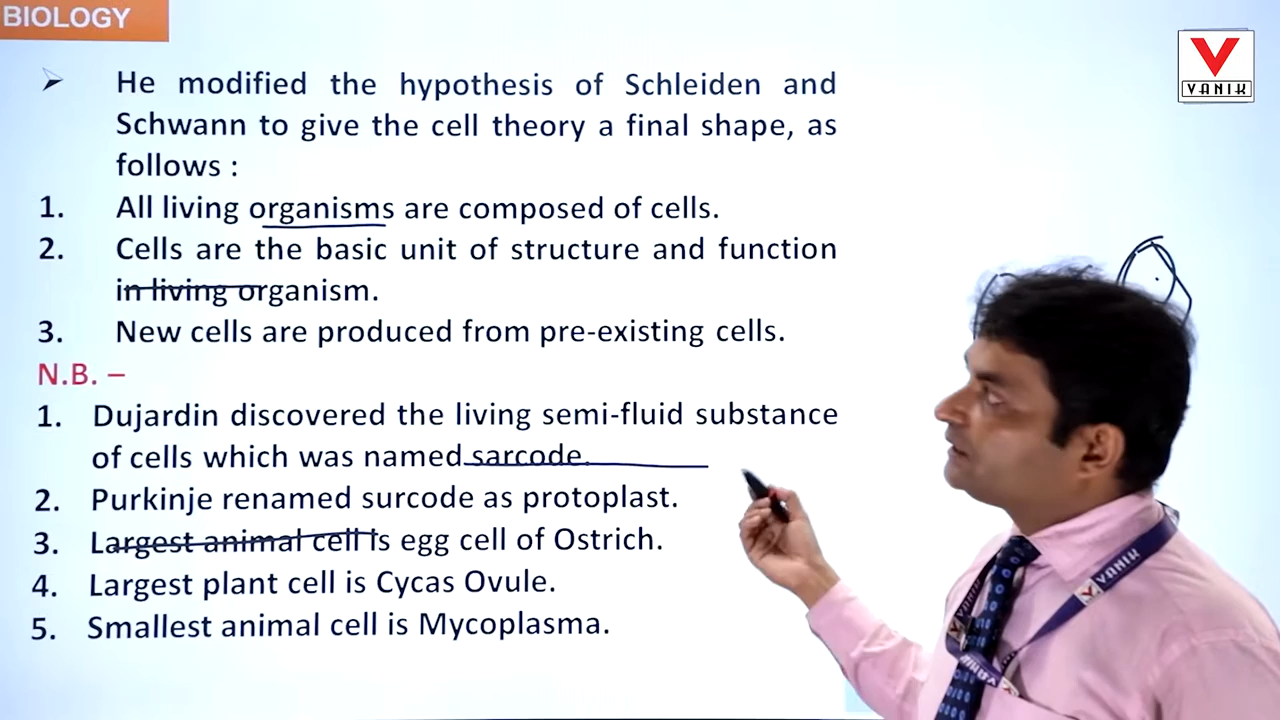 BIOLOGY
VANIK
➤ He modified the hypothesis of Schleiden and
Schwann to give the cell theory a final shape, as
follows :
1. All living organisms are composed of cells.
2. Cells are the basic unit of structure and function
in living organism.
3. New cells are produced from pre-existing cells.
N.B. –
1. Dujardin discovered the living semi-fluid substance
of cells which was named sarcode.
2. Purkinje renamed surcode as protoplast.
3. Largest animal cell is egg cell of Ostrich.
4. Largest plant cell is Cycas Ovule.
5. Smallest animal cell is Mycoplasma.
VANIK
VANIK